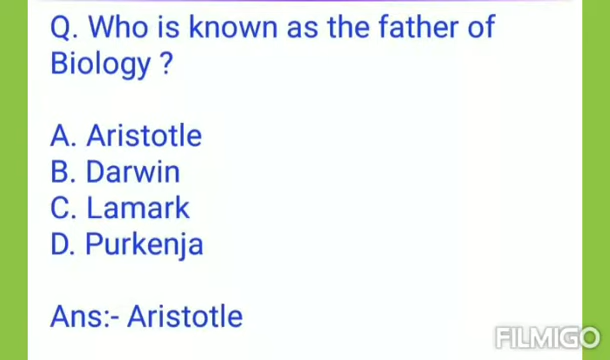 Q. Who is known as the father of
Biology ?
A. Aristotle
B. Darwin
C. Lamark
D. Purkenja
Ans:- Aristotle
FILMIGO